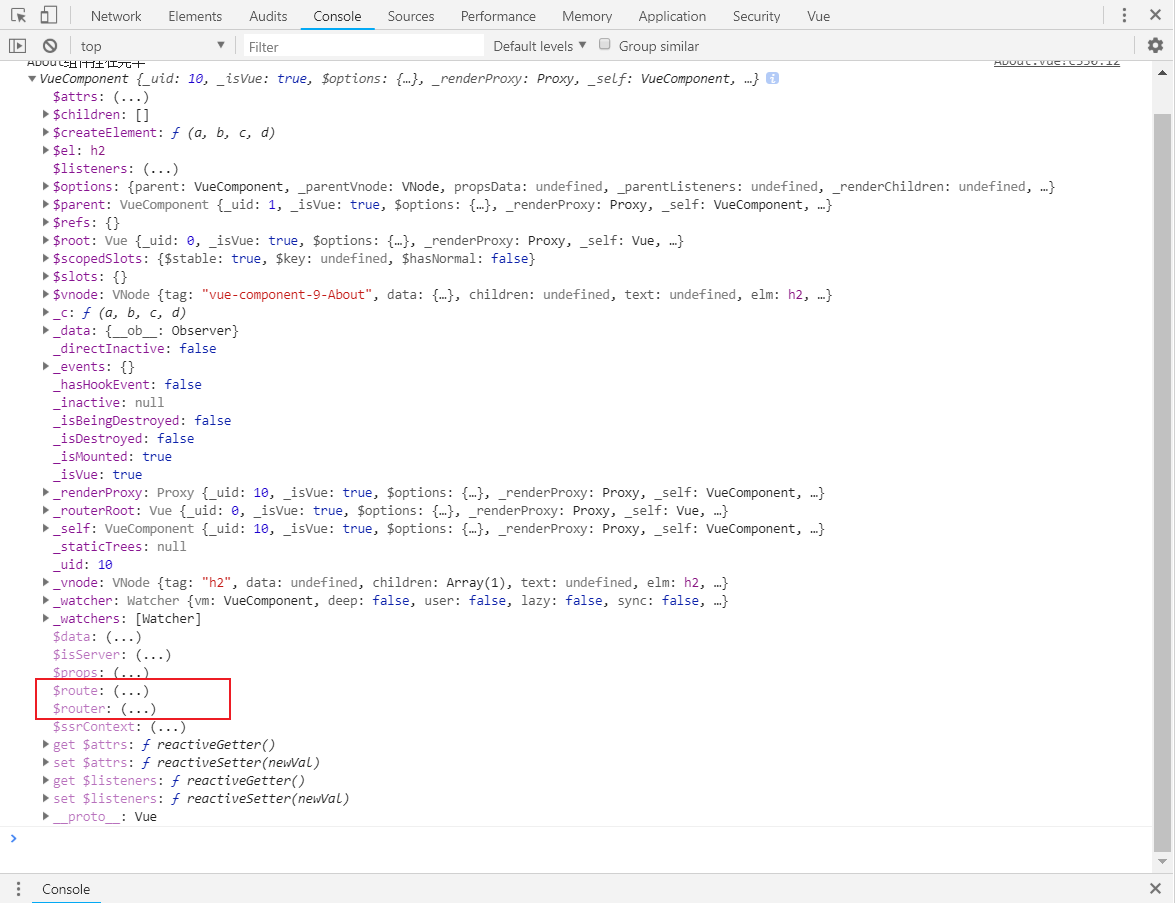 Network Elements Audits Console Sources Performance Memory Application Security Vue
top Filter Default levels Group similar
About组件挂在完毕 About.vue?c530:12
VueComponent {_uid: 10, _isVue: true, $options: {…}, _renderProxy: Proxy, _self: VueComponent, …}
$attrs: (...)
$children: []
$createElement: ƒ (a, b, c, d)
$el: h2
$listeners: (...)
$options: {parent: VueComponent, _parentVnode: VNode, propsData: undefined, _parentListeners: undefined, _renderChildren: undefined, …}
$parent: VueComponent {_uid: 1, _isVue: true, $options: {…}, _renderProxy: Proxy, _self: VueComponent, …}
$refs: {}
$root: Vue {_uid: 0, _isVue: true, $options: {…}, _renderProxy: Proxy, _self: Vue, …}
$scopedSlots: {$stable: true, $key: undefined, $hasNormal: false}
$slots: {}
$vnode: VNode {tag: "vue-component-9-About", data: {…}, children: undefined, text: undefined, elm: h2, …}
_c: ƒ (a, b, c, d)
_data: {__ob__: Observer}
_directInactive: false
_events: {}
_hasHookEvent: false
_inactive: null
_isBeingDestroyed: false
_isDestroyed: false
_isMounted: true
_isVue: true
_renderProxy: Proxy {_uid: 10, _isVue: true, $options: {…}, _renderProxy: Proxy, _self: VueComponent, …}
_routerRoot: Vue {_uid: 0, _isVue: true, $options: {…}, _renderProxy: Proxy, _self: Vue, …}
_self: VueComponent {_uid: 10, _isVue: true, $options: {…}, _renderProxy: Proxy, _self: VueComponent, …}
_staticTrees: null
_uid: 10
_vnode: VNode {tag: "h2", data: undefined, children: Array(1), text: undefined, elm: h2, …}
_watcher: Watcher {vm: VueComponent, deep: false, user: false, lazy: false, sync: false, …}
_watchers: [Watcher]
$data: (...)
$isServer: (...)
$props: (...)
$route: (...)
$router: (...)
$ssrContext: (...)
get $attrs: ƒ reactiveGetter()
set $attrs: ƒ reactiveSetter(newVal)
get $listeners: ƒ reactiveGetter()
set $listeners: ƒ reactiveSetter(newVal)
__proto__: Vue
Console